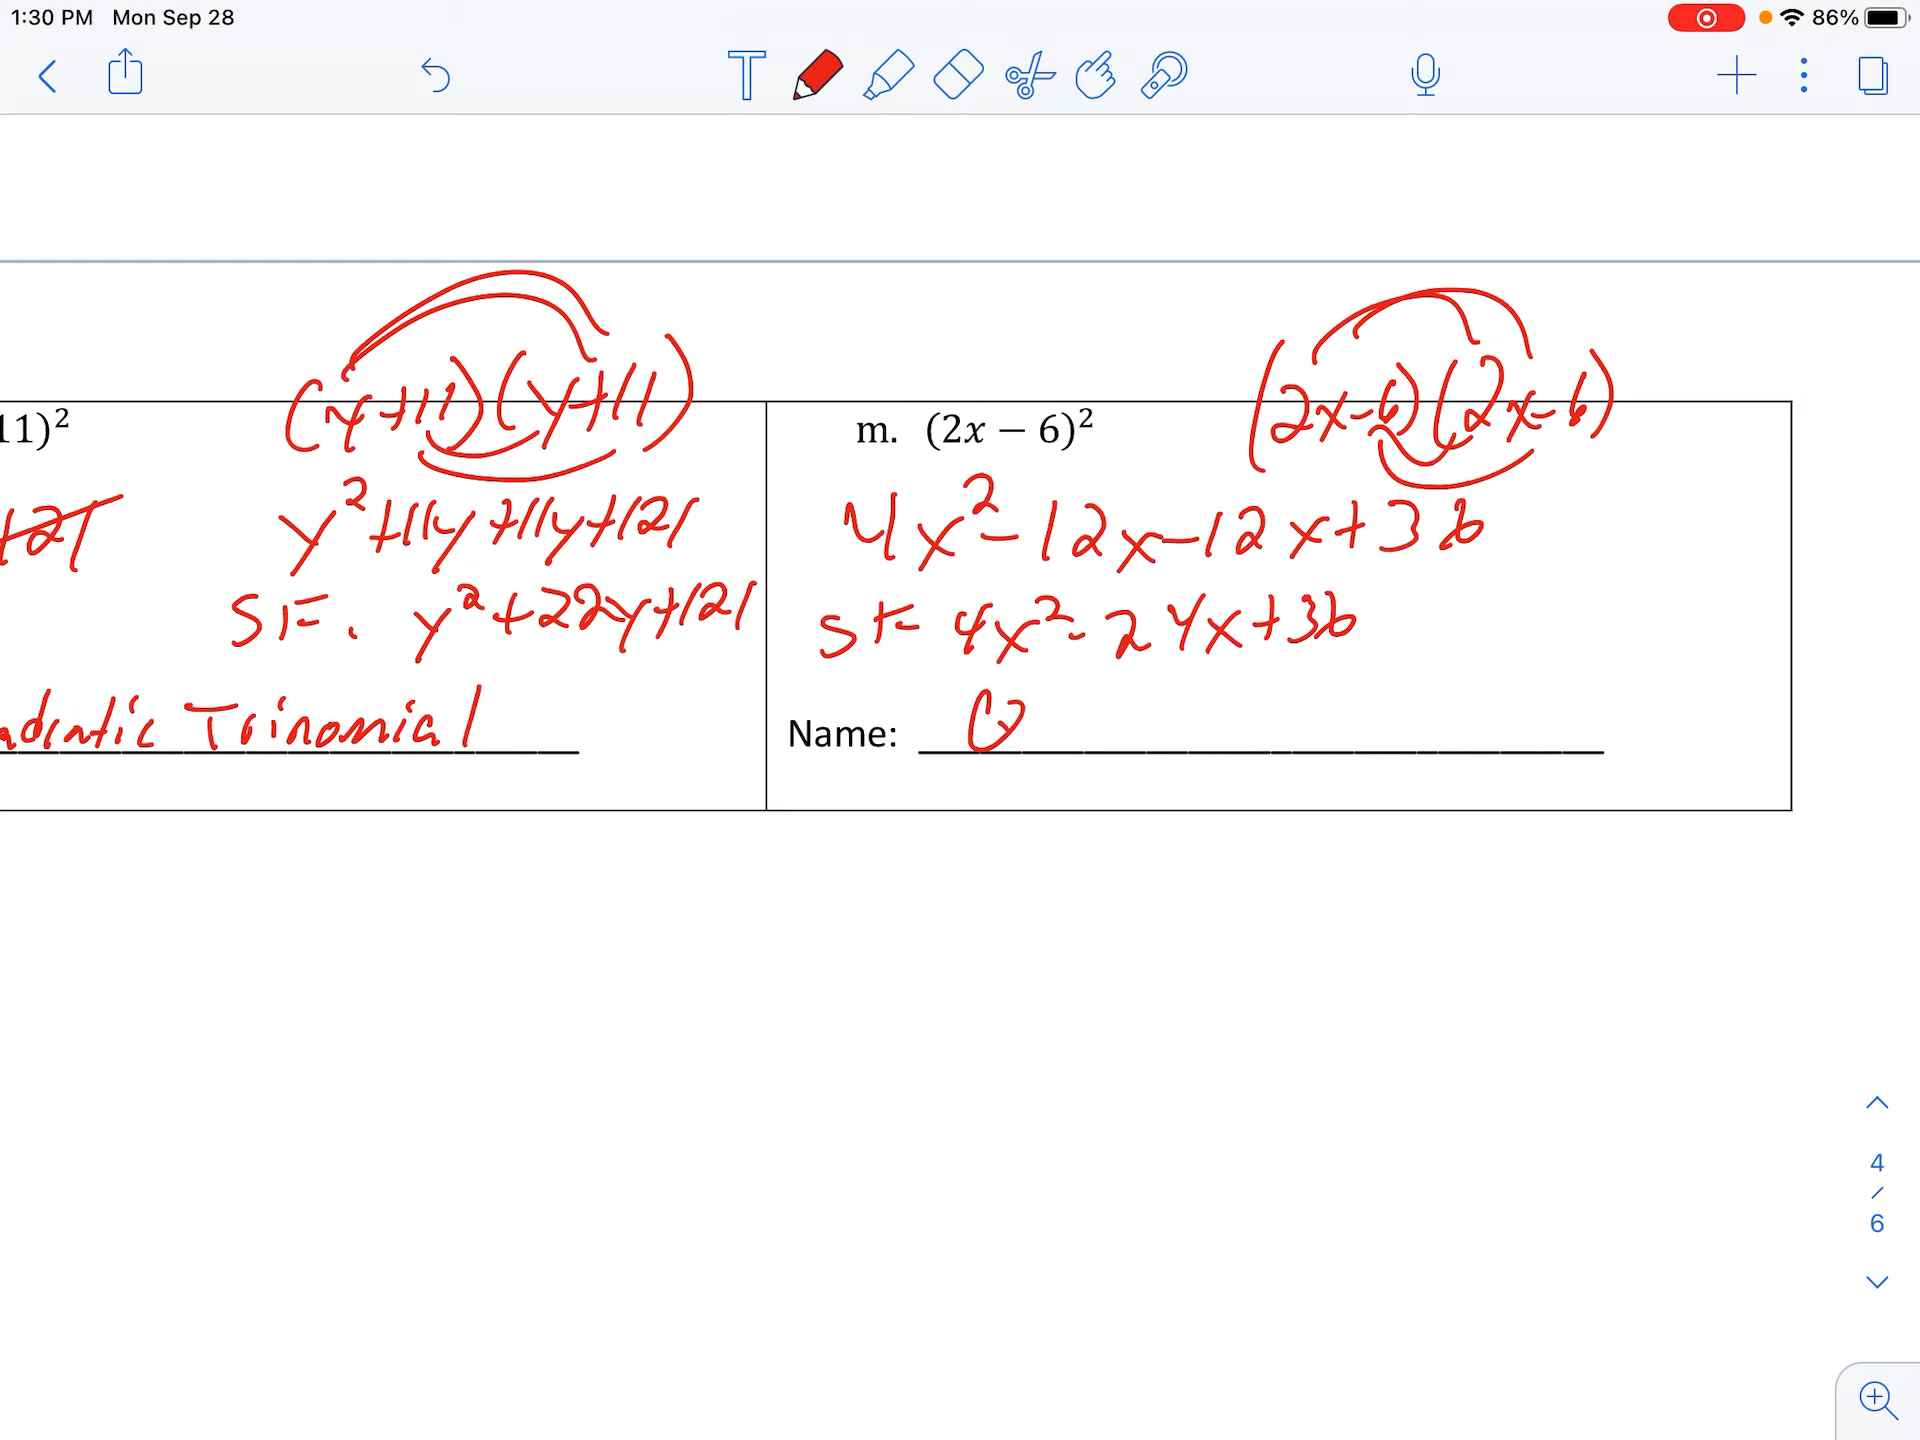 1:30 PM Mon Sep 28
86%
T
(y+11)(y+11)
11)²
y²+11y+11y+121
SF. y²+22y+121
Trinomial
(2x-6)(2x-6)
m. (2x − 6)²
4x²-12x-12x+36
SF 4x²-24x+36
Name:
4
/
6